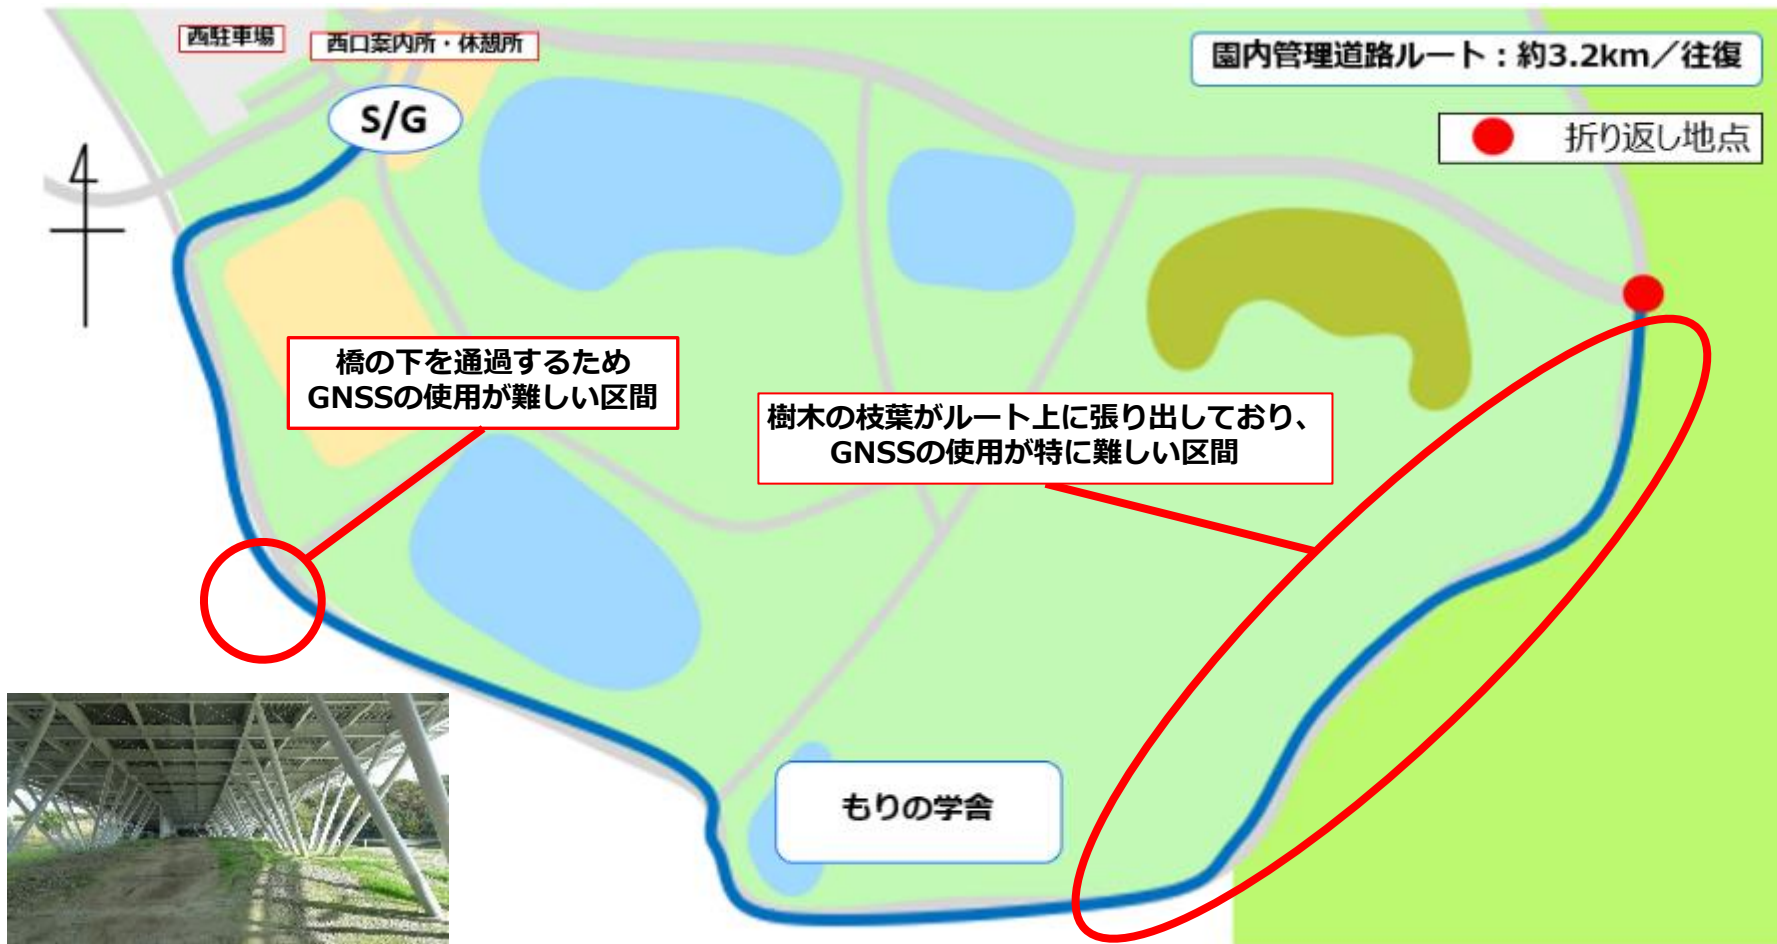 西駐車場
西口案内所・休憩所
園内管理道路ルート：約3.2km／往復
S/G
折り返し地点
4
橋の下を通過するため
GNSSの使用が難しい区間
樹木の枝葉がルート上に張り出しており、
GNSSの使用が特に難しい区間
もりの学舎